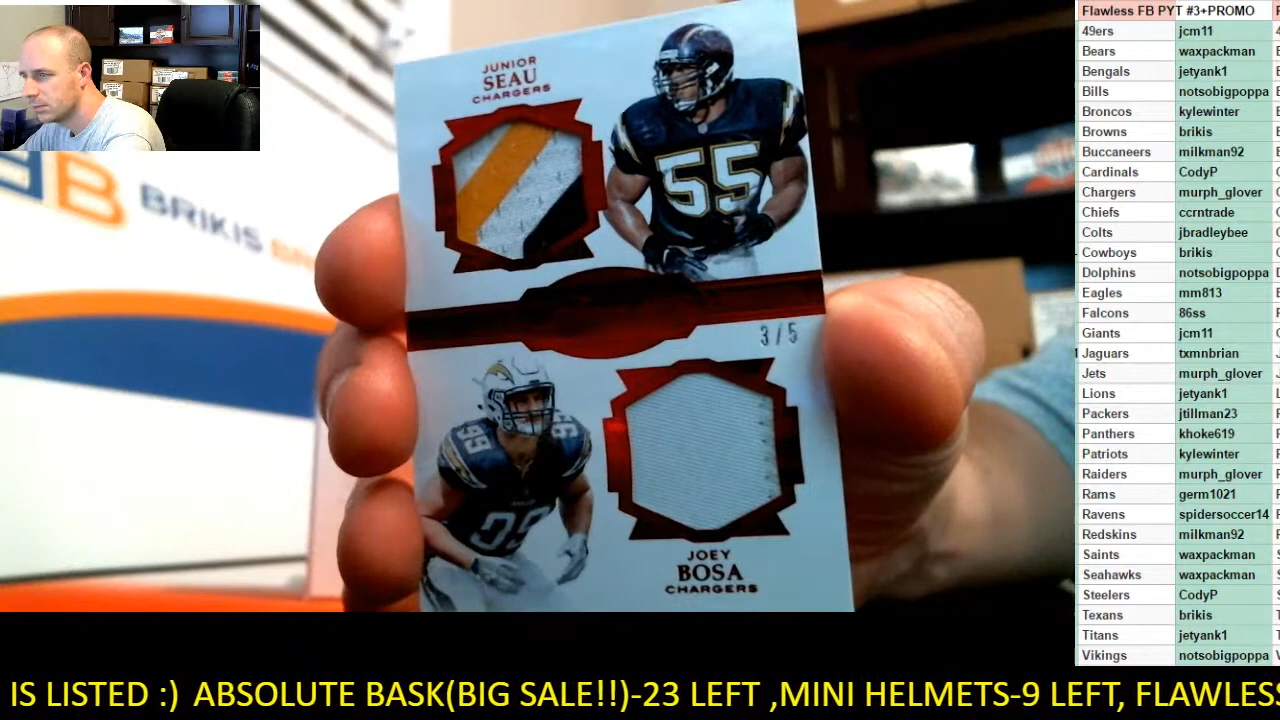 JUNIOR
SEAU
CHARGERS
55
3/5
99
99
JOEY
BOSA
CHARGERS
B
BRIKIS
Flawless FB PYT #3+PROMO
49ers jcm11
Bears waxpackman
Bengals jetyank1
Bills notsobigpoppa
Broncos kylewinter
Browns brikis
Buccaneers milkman92
Cardinals CodyP
Chargers murph_glover
Chiefs ccrntrade
Colts jbradleybee
Cowboys brikis
Dolphins notsobigpoppa
Eagles mm813
Falcons 86ss
Giants jcm11
Jaguars txmnbrian
Jets murph_glover
Lions jetyank1
Packers jtillman23
Panthers khoke619
Patriots kylewinter
Raiders murph_glover
Rams germ1021
Ravens spidersoccer14
Redskins milkman92
Saints waxpackman
Seahawks waxpackman
Steelers CodyP
Texans brikis
Titans jetyank1
Vikings notsobigpoppa
IS LISTED :) ABSOLUTE BASK(BIG SALE!!)-23 LEFT ,MINI HELMETS-9 LEFT, FLAWLESS